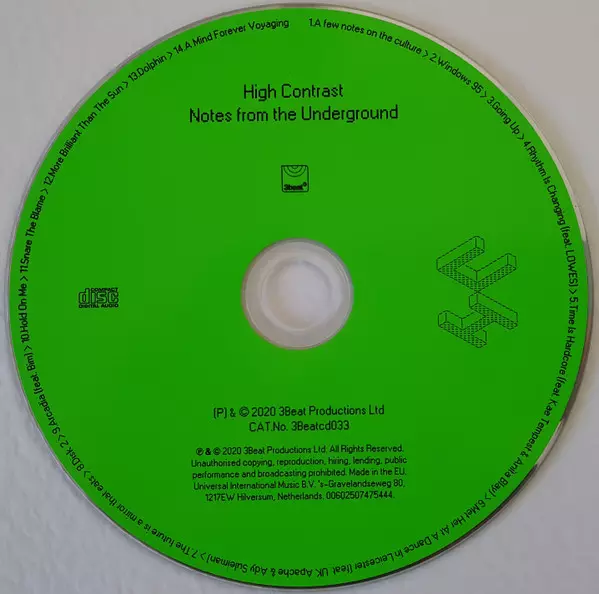 1.A few notes on the culture > 2.Windows 95 > 3.Going Up > 4.Rhythm Is Changing (feat. LOWES) > 5.Time is Hardcore (feat. Kae Tempest & Anita Blay) > 6.Met Her At A Dance In Leicester (feat. UK Apache & Ady Suleiman) > 7.The future is a mirror that eats > 8.Disk 2 > 9.Arcadia (feat. Bim) > 10.Hold On Me > 11.Snare The Blame > 12.More Brilliant Than The Sun > 13.Dolphin > 14.A Mind Forever Voyaging
High Contrast
Notes from the Underground
3beat
COMPACT
disc
DIGITAL AUDIO
(P) & © 2020 3Beat Productions Ltd
CAT.No. 3Beatcd033
℗ & © 2020 3Beat Productions Ltd. All Rights Reserved.
Unauthorised copying, reproduction, hiring, lending, public
performance and broadcasting prohibited. Made in the EU.
Universal International Music B.V. 's-Gravelandseweg 80,
1217EW Hilversum, Netherlands. 00602507475444.